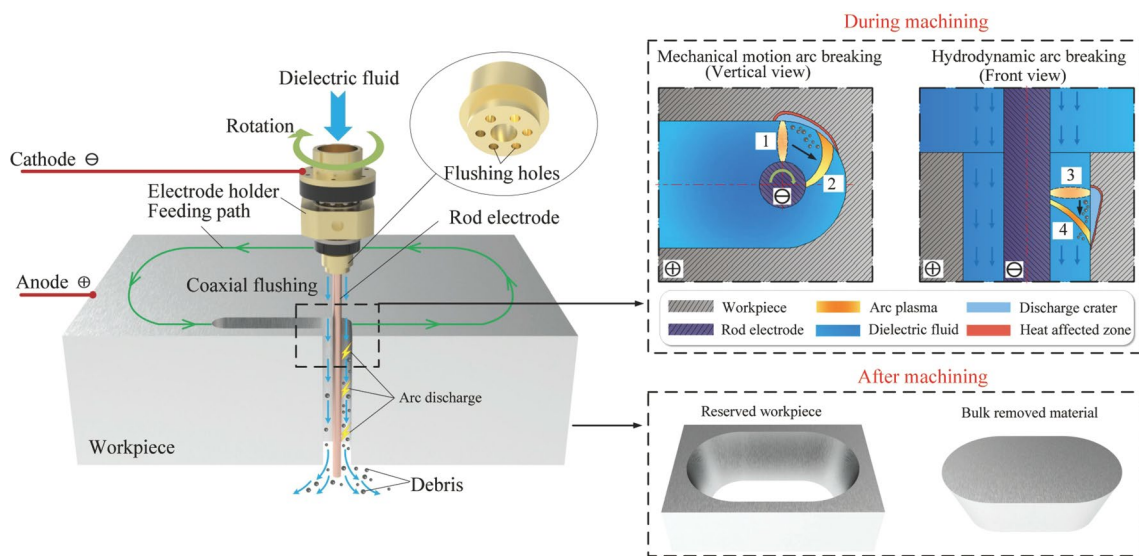 Dielectric fluid
Rotation
Cathode ⊖
Flushing holes
Electrode holder
Feeding path
Rod electrode
Anode ⊕
Coaxial flushing
Arc discharge
Workpiece
Debris
During machining
Mechanical motion arc breaking
(Vertical view)
1
2
⊖
⊕
Hydrodynamic arc breaking
(Front view)
3
4
⊕
⊖
Workpiece
Arc plasma
Discharge crater
Rod electrode
Dielectric fluid
Heat affected zone
After machining
Reserved workpiece
Bulk removed material